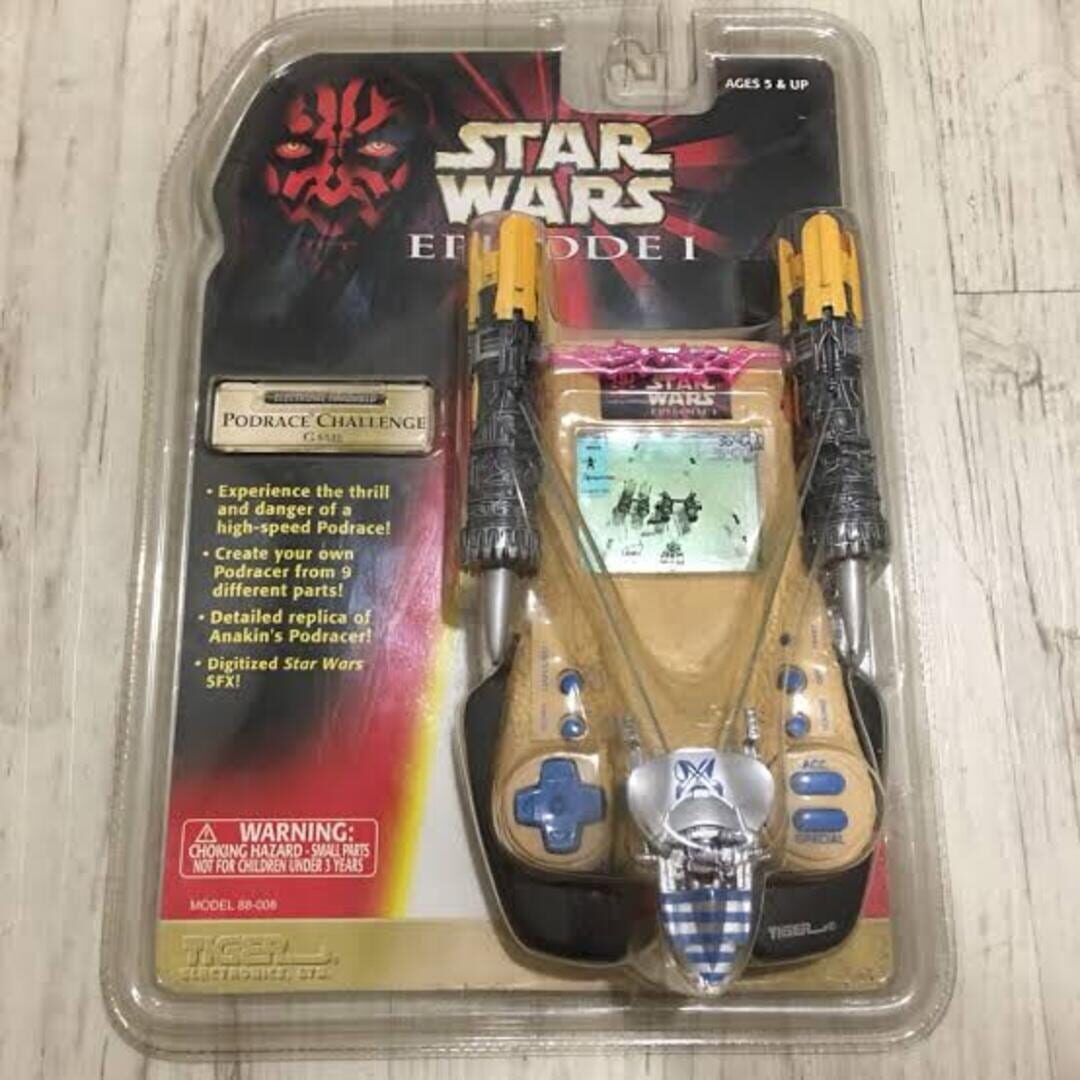 AGES 5 & UP
STAR
WARS
EPISODE I
ELECTRONIC HANDHELD
PODRACE CHALLENGE
GAME
STAR
WARS
EPISODE I
• Experience the thrill
and danger of a
high-speed Podrace!
• Create your own
Podracer from 9
different parts!
• Detailed replica of
Anakin's Podracer!
• Digitized Star Wars
SFX!
ACC.
SPECIAL
WARNING:
CHOKING HAZARD - SMALL PARTS
NOT FOR CHILDREN UNDER 3 YEARS
MODEL 88-008
TIGER
ELECTRONICS, LTD.
TIGER